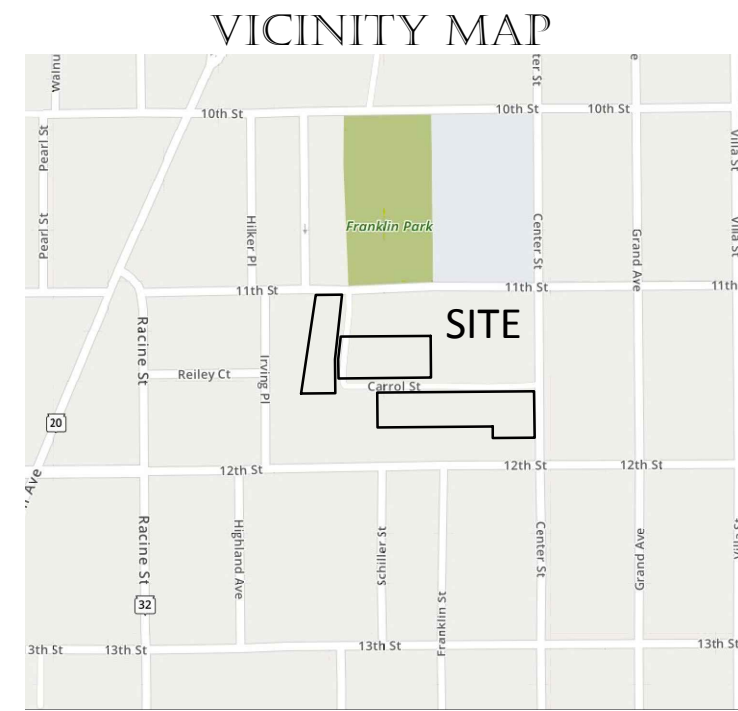 VICINITY MAP
Walnu
ter St
e
10th St
10th St
10th St
Pearl St
Villa St
Pearl St
Hilker Pl
Franklin Park
Center St
Grand Ave
Villa St
11th St
11th St
11th
SITE
Racine St
Irving Pl
Reiley Ct
Carrol St
20
12th St
12th St
12th St
n Ave
Racine St
Highland Ave
Schiller St
Franklin St
Center St
Grand Ave
32
3th St
13th St
13th St
13th St